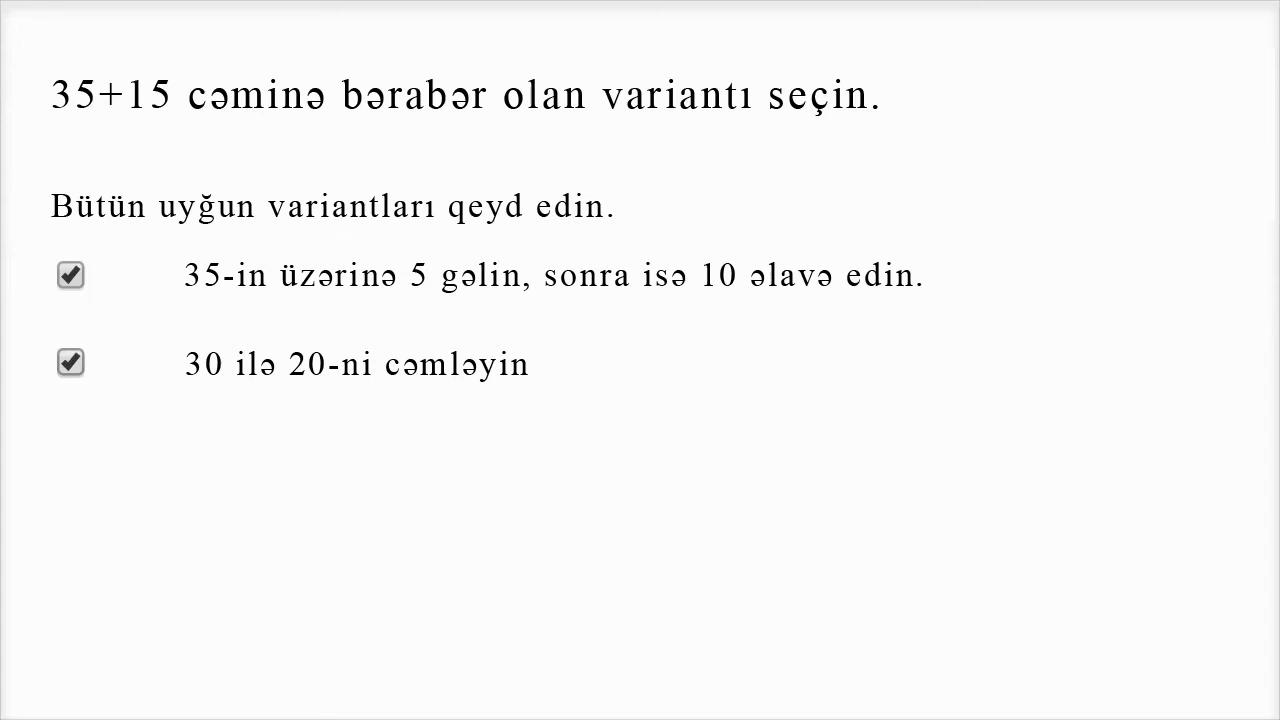 35+15 cəminə bərabər olan variantı seçin.
Bütün uyğun variantları qeyd edin.
35-in üzərinə 5 gəlin, sonra isə 10 əlavə edin.
30 ilə 20-ni cəmləyin